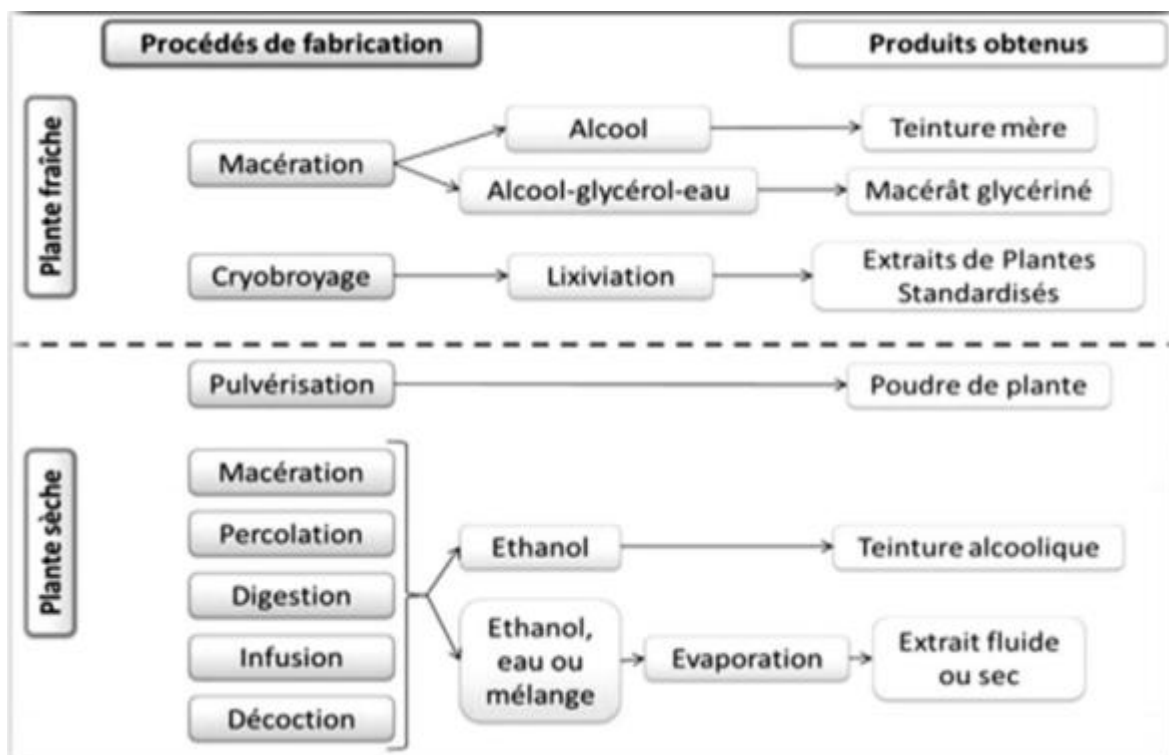 Procédés de fabrication
Produits obtenus
Plante fraîche
Macération
Alcool
Teinture mère
Alcool-glycérol-eau
Macérât glycériné
Cryobroyage
Lixiviation
Extraits de Plantes
Standardisés
Plante sèche
Pulvérisation
Poudre de plante
Macération
Percolation
Digestion
Infusion
Décoction
Ethanol
Teinture alcoolique
Ethanol,
eau ou
mélange
Evaporation
Extrait fluide
ou sec